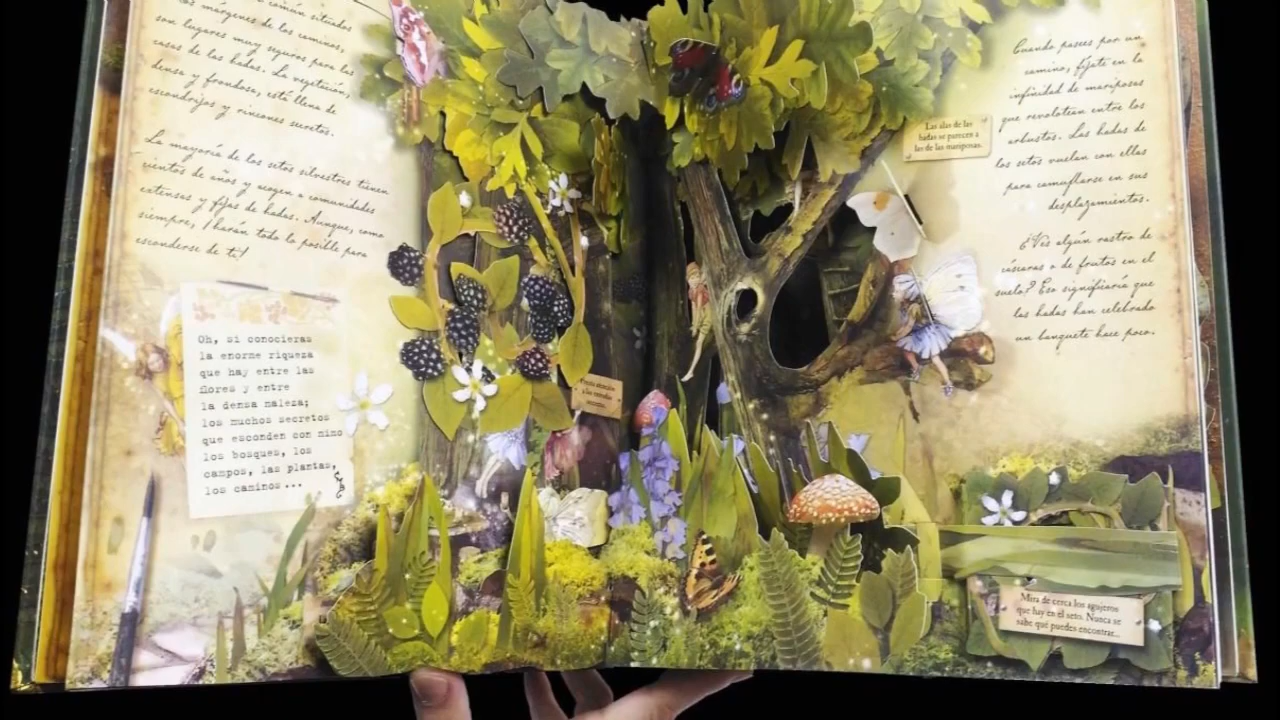 común situados
los márgenes de los caminos,
son lugares muy seguros para las
casas de las hadas. La vegetación,
densa y frondosa, está llena de
escondrijos y rincones secretos.
La mayoría de los setos silvestres tienen
cientos de años y acogen a comunidades
extensas y fijas de hadas. Aunque, como
siempre, ¡harán todo lo posible para
esconderse de ti!
Oh, si conocieras
la enorme riqueza
que hay entre las
flores y entre
la densa maleza;
los muchos secretos
que esconden con mimo
los bosques, los
campos, las plantas,
los caminos...
Presta atención
a las
Las alas de las
hadas se parecen a
las de las mariposas.
Cuando pasees por un
camino, fíjate en la
infinidad de mariposas
que revolotean entre los
arbustos. Las hadas de
los setos vuelan con ellas
para camuflarse en sus
desplazamientos.
¿Ves algún rastro de
cáscaras o de frutos en el
suelo? Eso significaría que
las hadas han celebrado
un banquete hace poco.
Mira de cerca los agujeros
que hay en el seto. Nunca se
sabe qué puedes encontrar...